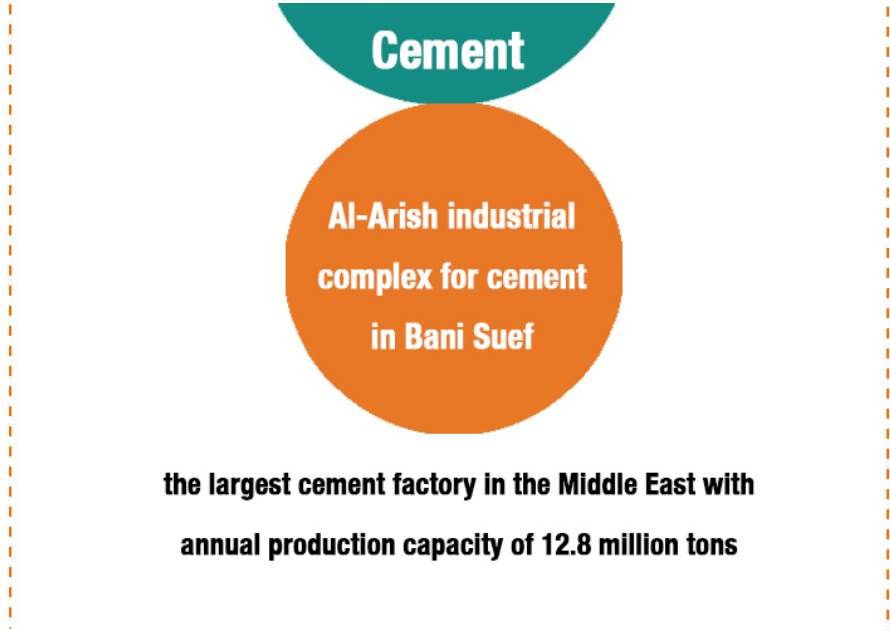 Cement
Al-Arish industrial
complex for cement
in Bani Suef
the largest cement factory in the Middle East with
annual production capacity of 12.8 million tons